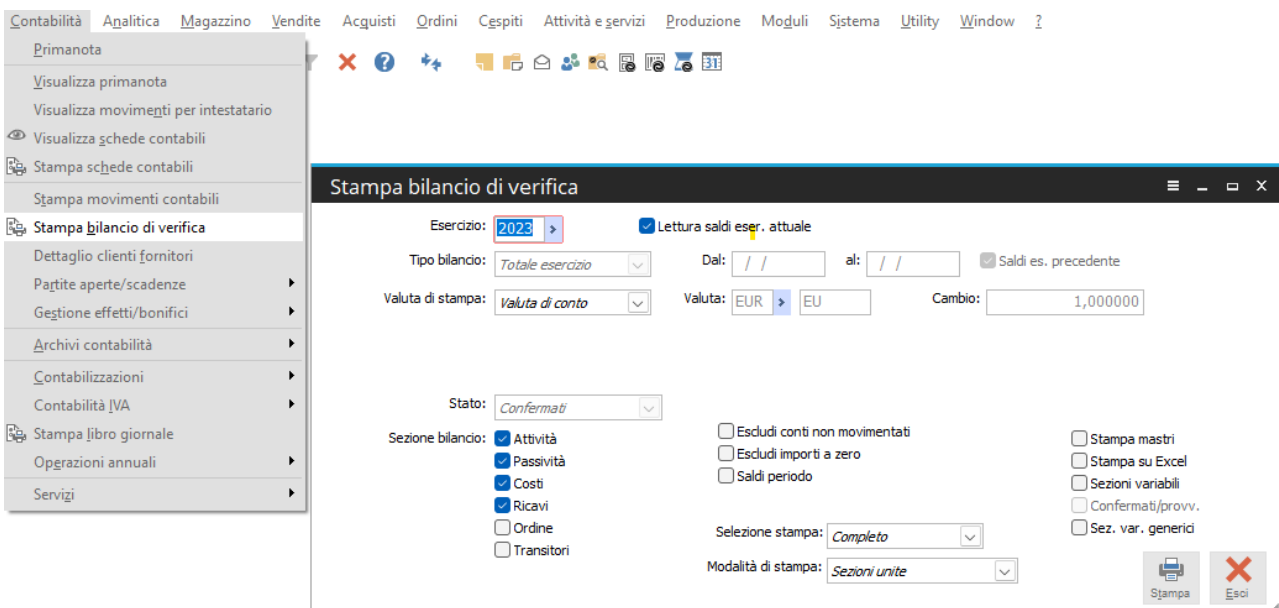 Contabilità Analitica Magazzino Vendite Acquisti Ordini Cespiti Attività e servizi Produzione Moduli Sistema Utility Window ?
Primanota
Visualizza primanota
Visualizza movimenti per intestatario
Visualizza schede contabili
Stampa schede contabili
Stampa movimenti contabili
Stampa bilancio di verifica
Dettaglio clienti fornitori
Partite aperte/scadenze
Gestione effetti/bonifici
Archivi contabilità
Contabilizzazioni
Contabilità IVA
Stampa libro giornale
Operazioni annuali
Servizi
31
Stampa bilancio di verifica
Esercizio: 2023 Lettura saldi eser. attuale
Tipo bilancio: Totale esercizio Dal: / / al: / / Saldi es. precedente
Valuta di stampa: Valuta di conto Valuta: EUR EU Cambio: 1,000000
Stato: Confermati
Sezione bilancio: Attività
Passività
Costi
Ricavi
Ordine
Transitori
Escludi conti non movimentati
Escludi importi a zero
Saldi periodo
Selezione stampa: Completo
Modalità di stampa: Sezioni unite
Stampa mastri
Stampa su Excel
Sezioni variabili
Confermati/provv.
Sez. var. generici
Stampa Esci